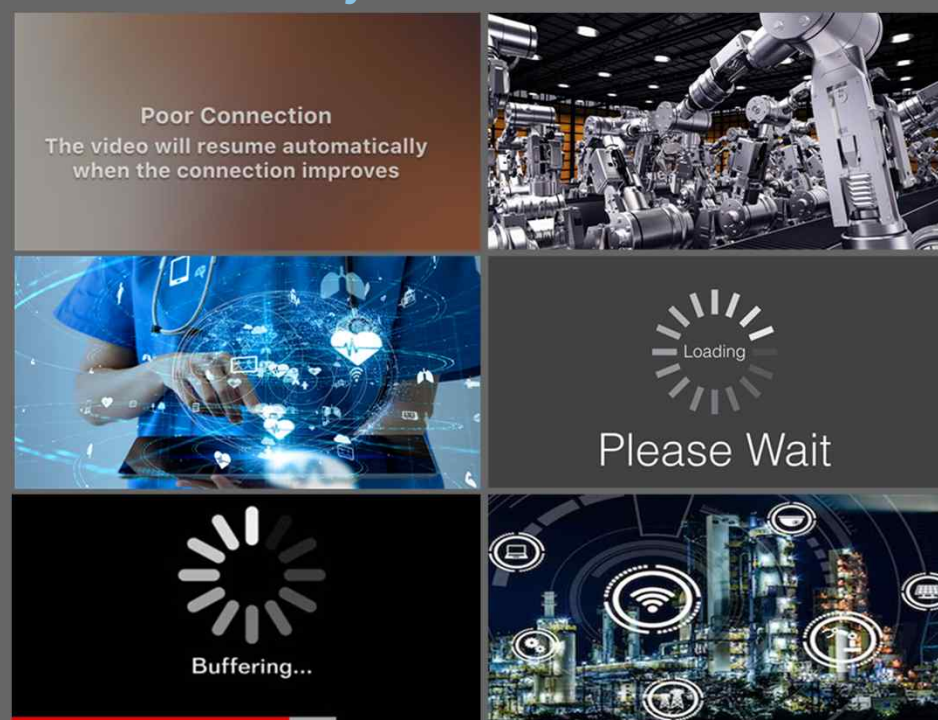 Poor Connection
The video will resume automatically
when the connection improves
Loading
Please Wait
Buffering...